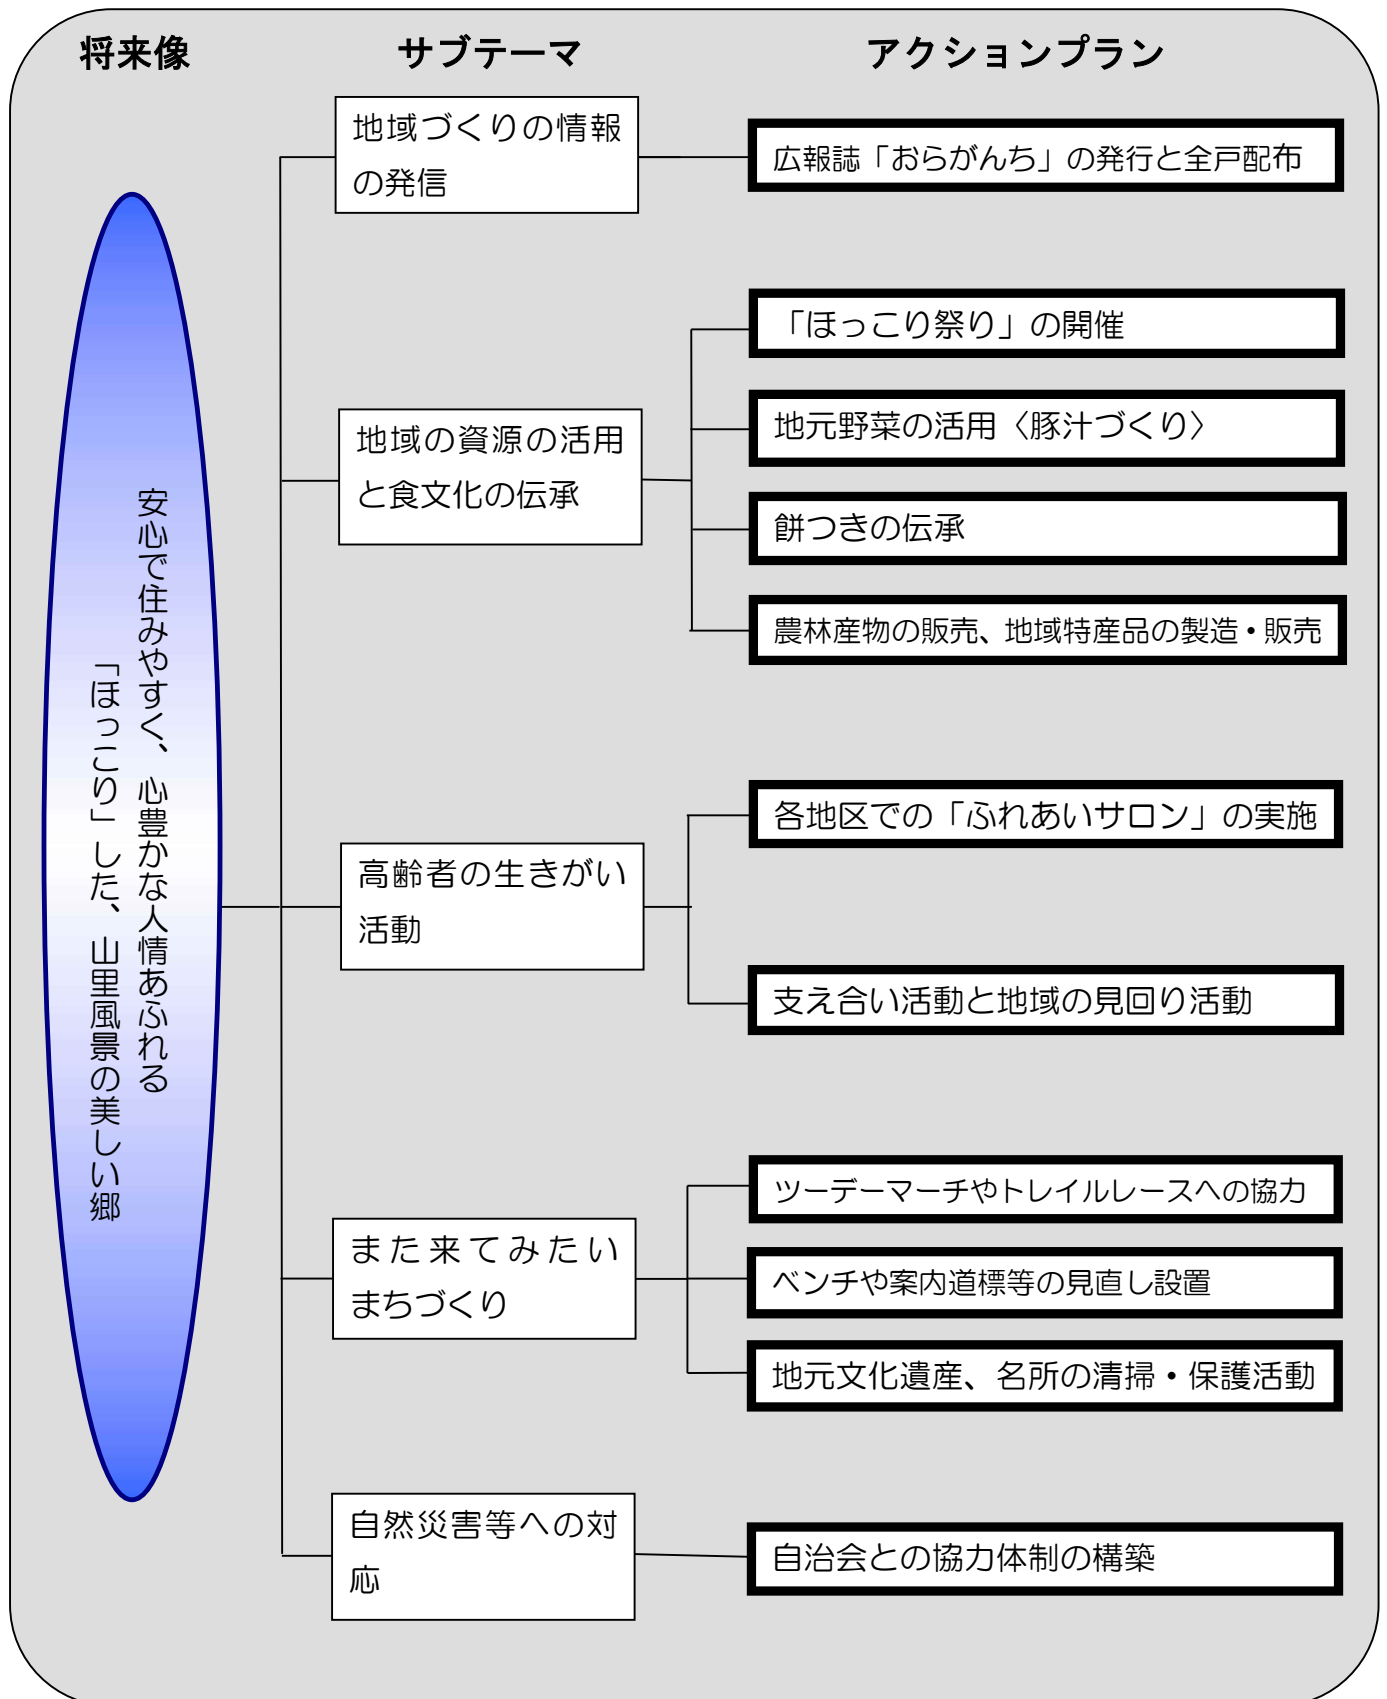 将来像
サブテーマ
アクションプラン
安心で住みやすく、心豊かな人情あふれる
「ほっこり」した、山里風景の美しい郷
地域づくりの情報
の発信
広報誌「おらがんち」の発行と全戸配布
地域の資源の活用
と食文化の伝承
「ほっこり祭り」の開催
地元野菜の活用〈豚汁づくり〉
餅つきの伝承
農林産物の販売、地域特産品の製造・販売
高齢者の生きがい
活動
各地区での「ふれあいサロン」の実施
支え合い活動と地域の見回り活動
また来てみたい
まちづくり
ツーデーマーチやトレイルレースへの協力
ベンチや案内道標等の見直し設置
地元文化遺産、名所の清掃・保護活動
自然災害等への対
応
自治会との協力体制の構築